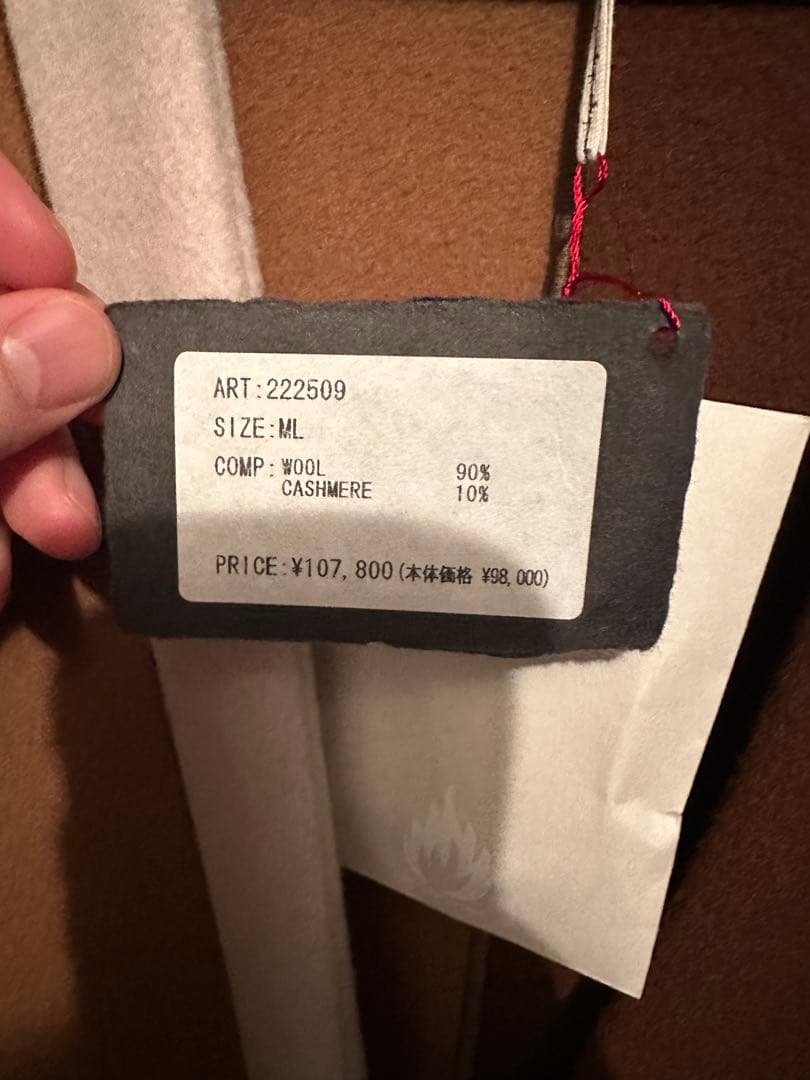 ART:222509
SIZE:ML
COMP: WOOL 90%
CASHMERE 10%
PRICE:¥107,800(本体価格 ¥98,000)